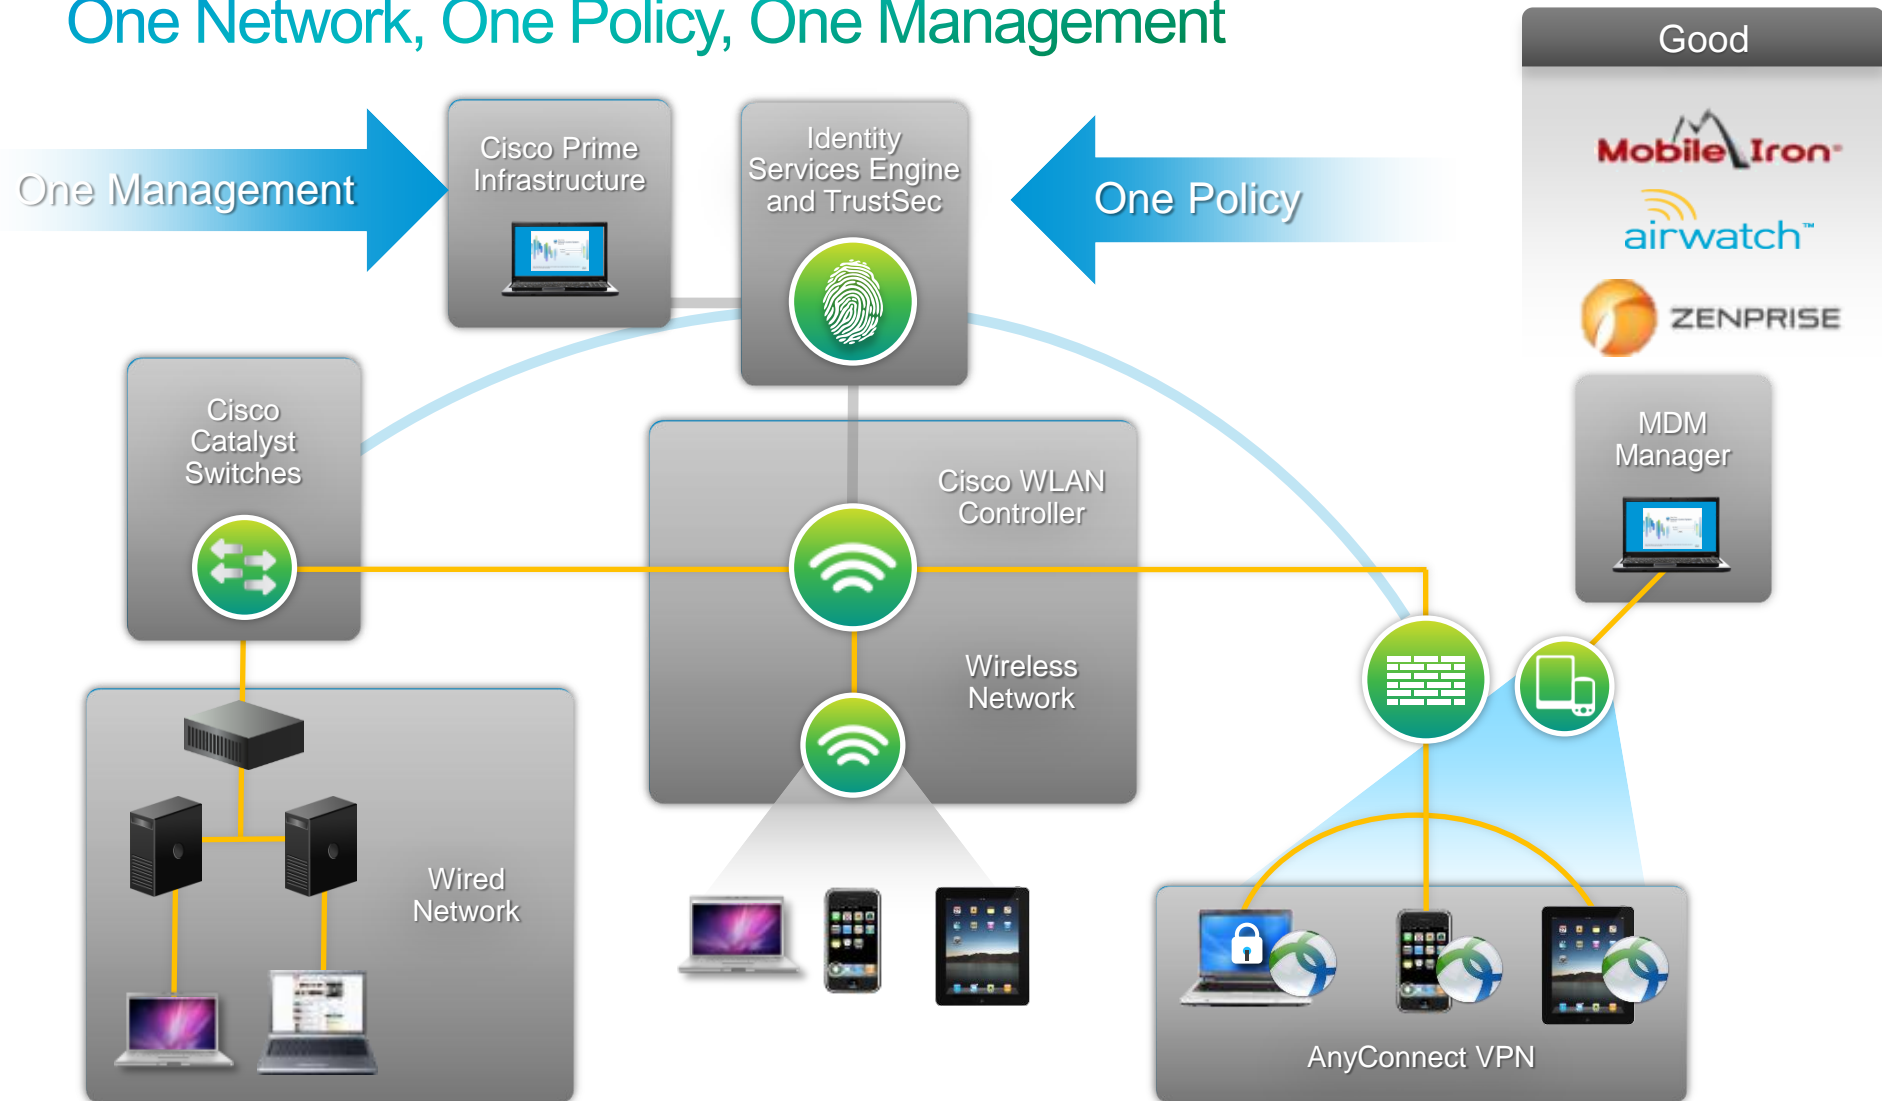 One Network, One Policy, One Management
Good
MobileIron
airwatch™
ZENPRISE
One Management
Cisco Prime
Infrastructure
Identity
Services Engine
and TrustSec
One Policy
Cisco
Catalyst
Switches
Cisco WLAN
Controller
MDM
Manager
Wireless
Network
Wired
Network
AnyConnect VPN